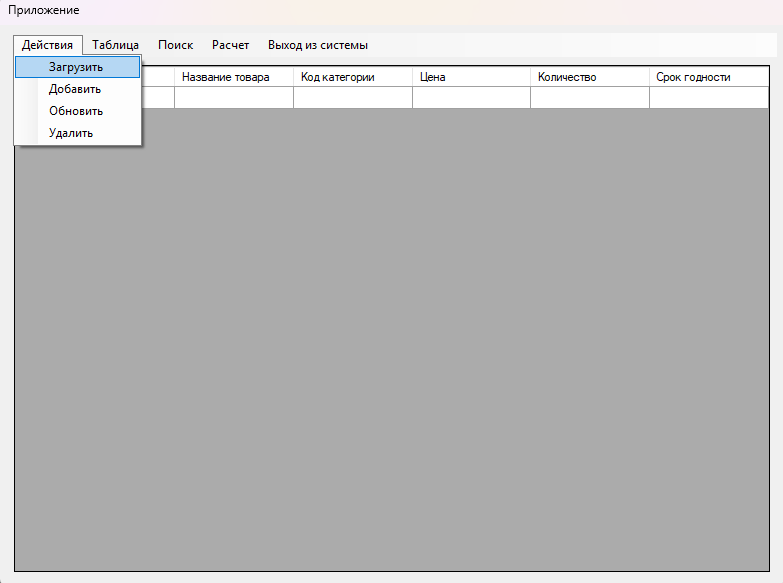 Приложение
Действия Таблица Поиск Расчет Выход из системы
Загрузить
Название товара Код категории Цена Количество Срок годности
Добавить
Обновить
Удалить